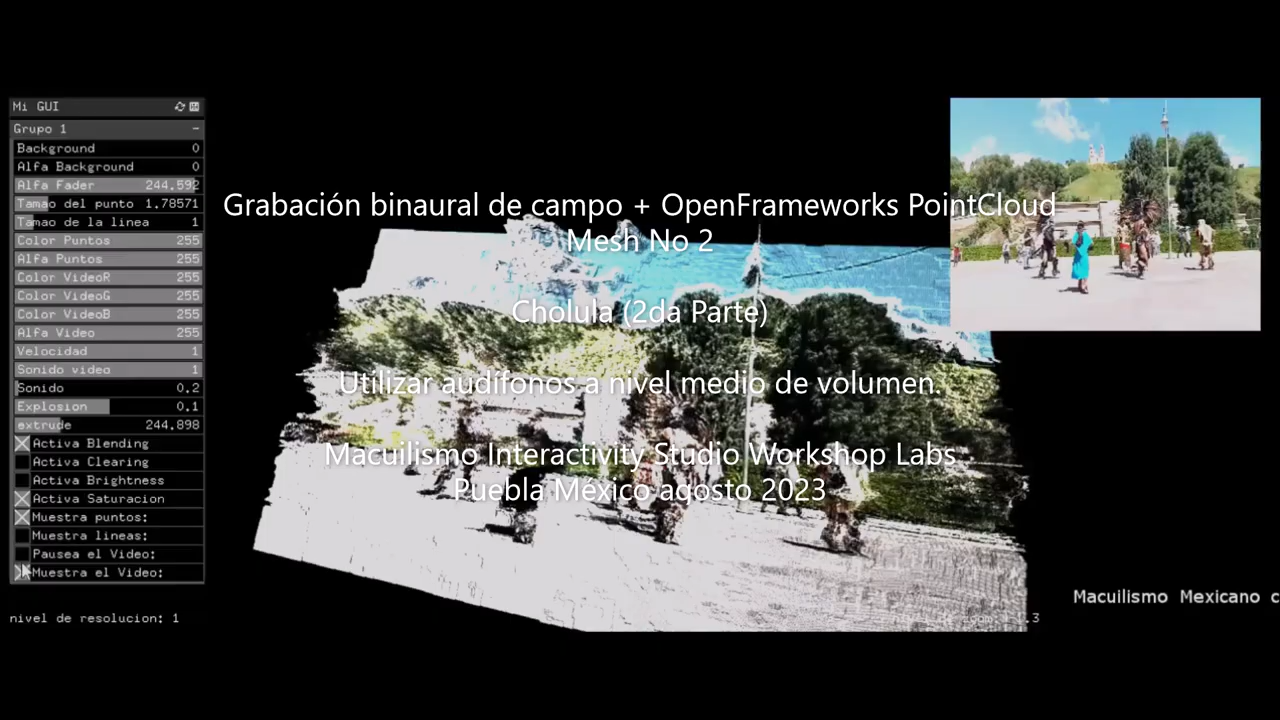 Mi GUI
Grupo 1
Background 0
Alfa Background 0
Alfa Fader 244.592
Tamao del punto 1.78571
Tamao de la linea 1
Color Puntos 255
Alfa Puntos 255
Color VideoR 255
Color VideoG 255
Color VideoB 255
Alfa Video 255
Velocidad 1
Sonido video 1
Sonido 0.2
Explosion 0.1
extrude 244.898
Activa Blending
Activa Clearing
Activa Brightness
Activa Saturacion
Muestra puntos:
Muestra lineas:
Pausea el Video:
Muestra el Video:
nivel de resolucion: 1
Grabación binaural de campo + OpenFrameworks PointCloud
Mesh No 2
Cholula (2da Parte)
Utilizar audífonos a nivel medio de volumen.
Macuilismo Interactivity Studio Workshop Labs
Puebla México agosto 2023
Macuilismo Mexicano c